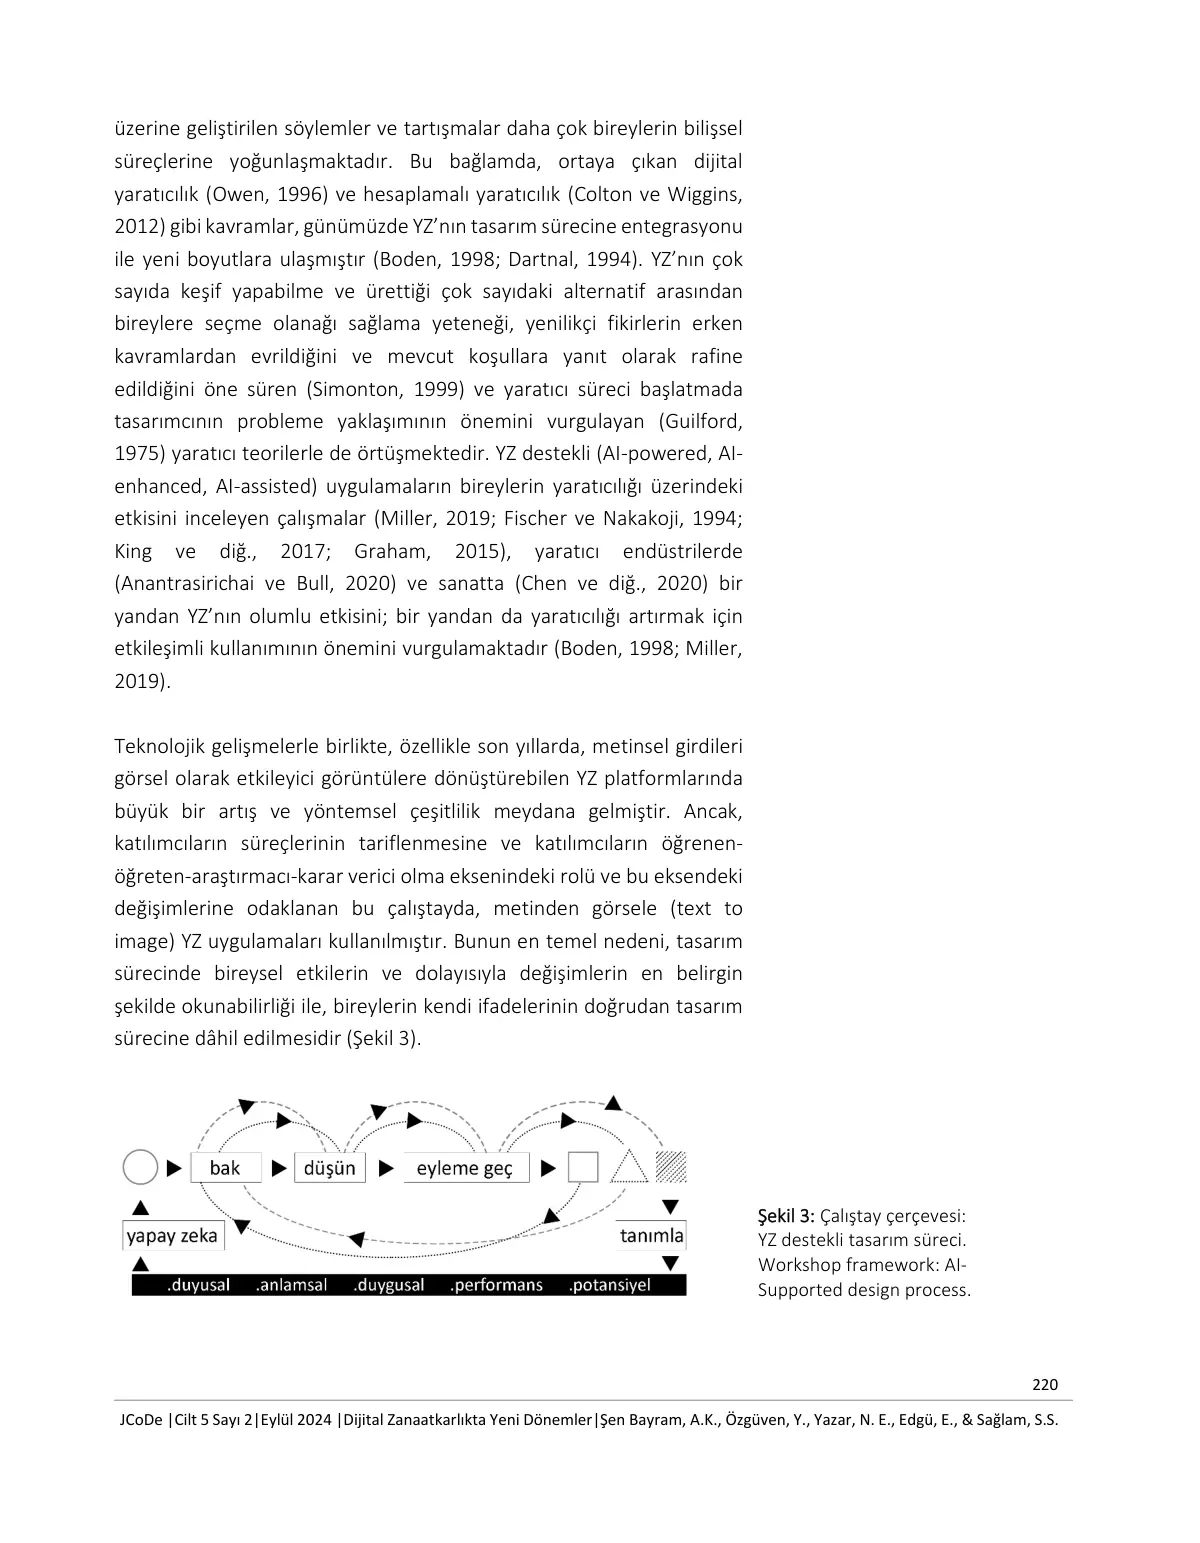 üzerine geliştirilen söylemler ve tartışmalar daha çok bireylerin bilişsel
süreçlerine yoğunlaşmaktadır. Bu bağlamda, ortaya çıkan dijital
yaratıcılık (Owen, 1996) ve hesaplamalı yaratıcılık (Colton ve Wiggins,
2012) gibi kavramlar, günümüzde YZ’nın tasarım sürecine entegrasyonu
ile yeni boyutlara ulaşmıştır (Boden, 1998; Dartnal, 1994). YZ’nın çok
sayıda keşif yapabilme ve ürettiği çok sayıdaki alternatif arasından
bireylere seçme olanağı sağlama yeteneği, yenilikçi fikirlerin erken
kavramlardan evrildiğini ve mevcut koşullara yanıt olarak rafine
edildiğini öne süren (Simonton, 1999) ve yaratıcı süreci başlatmada
tasarımcının probleme yaklaşımının önemini vurgulayan (Guilford,
1975) yaratıcı teorilerle de örtüşmektedir. YZ destekli (AI-powered, AI-
enhanced, AI-assisted) uygulamaların bireylerin yaratıcılığı üzerindeki
etkisini inceleyen çalışmalar (Miller, 2019; Fischer ve Nakakoji, 1994;
King ve diğ., 2017; Graham, 2015), yaratıcı endüstrilerde
(Anantrasirichai ve Bull, 2020) ve sanatta (Chen ve diğ., 2020) bir
yandan YZ’nın olumlu etkisini; bir yandan da yaratıcılığı artırmak için
etkileşimli kullanımının önemini vurgulamaktadır (Boden, 1998; Miller,
2019).
Teknolojik gelişmelerle birlikte, özellikle son yıllarda, metinsel girdileri
görsel olarak etkileyici görüntülere dönüştürebilen YZ platformlarında
büyük bir artış ve yöntemsel çeşitlilik meydana gelmiştir. Ancak,
katılımcıların süreçlerinin tariflenmesine ve katılımcıların öğrenen-
öğreten-araştırmacı-karar verici olma eksenindeki rolü ve bu eksendeki
değişimlerine odaklanan bu çalıştayda, metinden görsele (text to
image) YZ uygulamaları kullanılmıştır. Bunun en temel nedeni, tasarım
sürecinde bireysel etkilerin ve dolayısıyla değişimlerin en belirgin
şekilde okunabilirliği ile, bireylerin kendi ifadelerinin doğrudan tasarım
sürecine dâhil edilmesidir (Şekil 3).
bak düşün eyleme geç
yapay zeka tanımla
.duyusal .anlamsal .duygusal .performans .potansiyel
Şekil 3: Çalıştay çerçevesi:
YZ destekli tasarım süreci.
Workshop framework: AI-
Supported design process.
220
JCoDe |Cilt 5 Sayı 2|Eylül 2024 |Dijital Zanaatkarlıkta Yeni Dönemler|Şen Bayram, A.K., Özgüven, Y., Yazar, N. E., Edgü, E., & Sağlam, S.S.